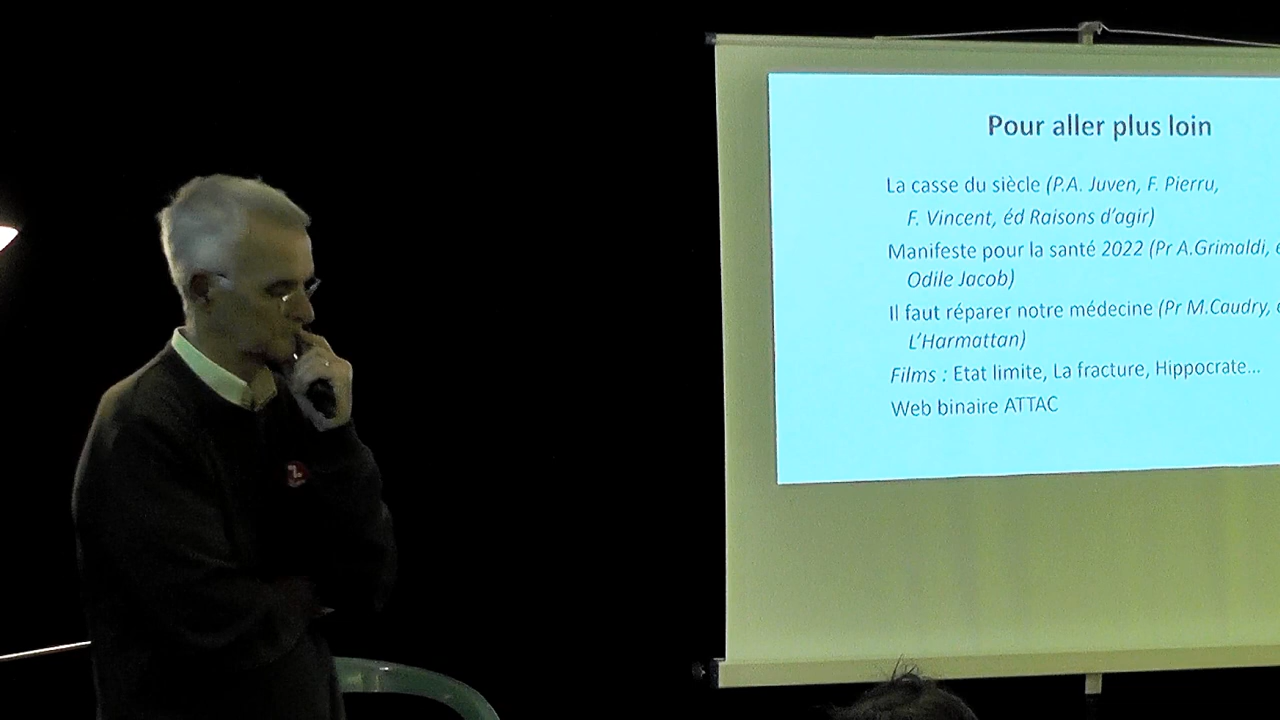 Pour aller plus loin
La casse du siècle (P.A. Juven, F. Pierru,
F. Vincent, éd Raisons d'agir)
Manifeste pour la santé 2022 (Pr A.Grimaldi,
Odile Jacob)
Il faut réparer notre médecine (Pr M.Caudry,
L'Harmattan)
Films : Etat limite, La fracture, Hippocrate...
Web binaire ATTAC